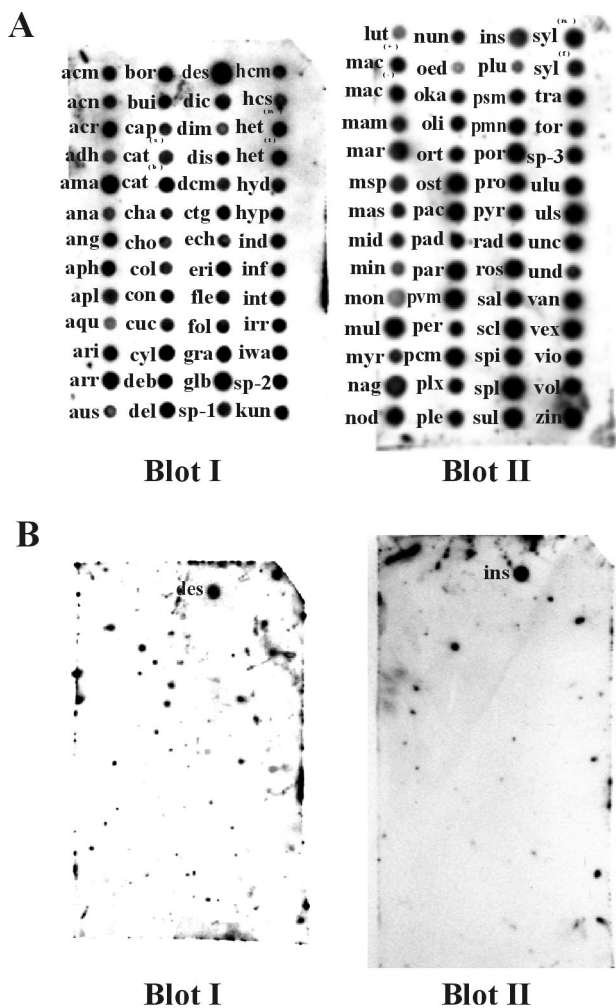 A
acm bor des hcm
acn bui dic hcs
acr cap dim het (m)
adh cat (s) dis het (f)
ama cat (b) dcm hyd
ana cha ctg hyp
ang cho ech ind
aph col eri inf
apl con fle int
aqu cuc fol irr
ari cyl gra iwa
arr deb glb sp-2
aus del sp-1 kun
Blot I
lut nun ins syl (m)
mac (+) oed plu syl (f)
mac (-) oka psm tra
mam oli pmn tor
mar ort por sp-3
msp ost pro ulu
mas pac pyr uls
mid pad rad unc
min par ros und
mon pvm sal van
mul per scl vex
myr pcm spi vio
nag plx spl vol
nod ple sul zin
Blot II
B
des
Blot I
ins
Blot II